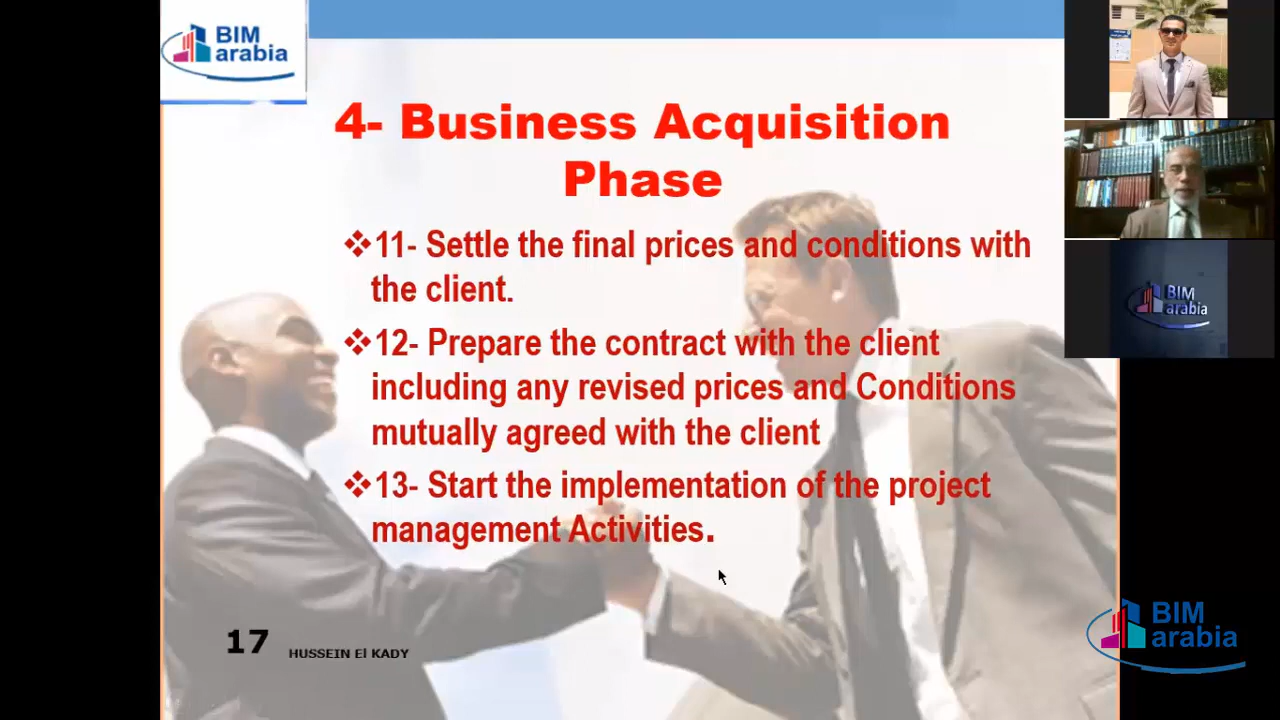 BIM
arabia
4- Business Acquisition
Phase
❖11- Settle the final prices and conditions with
the client.
❖12- Prepare the contract with the client
including any revised prices and Conditions
mutually agreed with the client
❖13- Start the implementation of the project
management Activities.
17
HUSSEIN El KADY
BIM
arabia
BIM
arabia